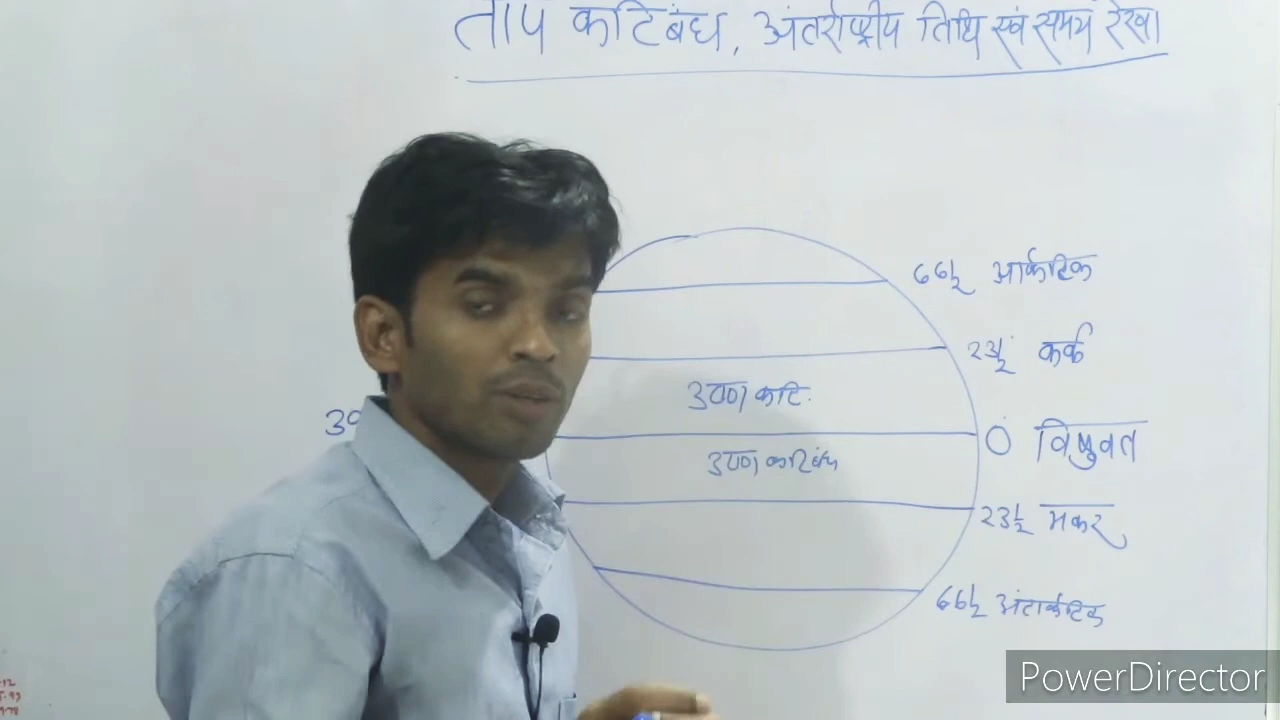 ताप कटिबंध, अंतर्राष्ट्रीय तिथि एवं समय रेखा
66½ आर्कटिक
23½ कर्क
उष्ण कटि.
0 विषुवत
उष्ण कटिबंध
23½ मकर
66½ अंटार्कटिक
PowerDirector